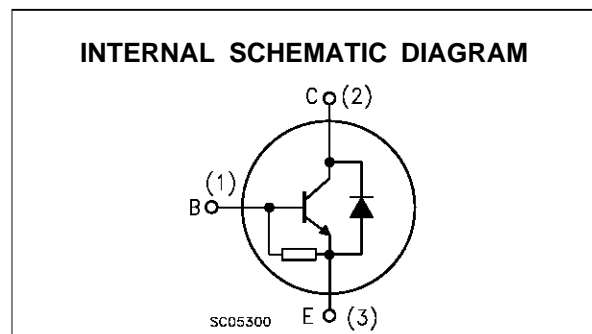 INTERNAL SCHEMATIC DIAGRAM
C (2)
(1)
B
SC05300 E (3)